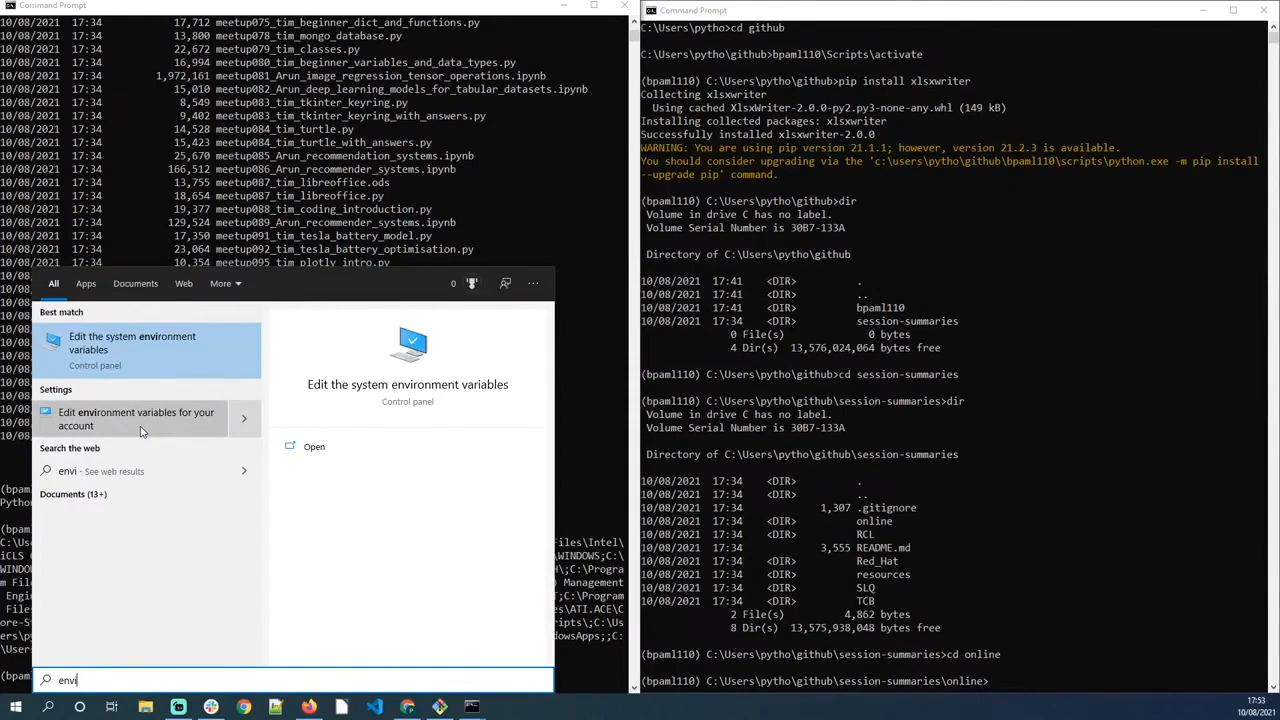 Command Prompt
10/08/2021 17:34 17,712 meetup075_tim_beginner_dict_and_functions.py
10/08/2021 17:34 13,800 meetup078_tim_mongo_database.py
10/08/2021 17:34 22,672 meetup079_tim_classes.py
10/08/2021 17:34 16,994 meetup080_tim_beginner_variables_and_data_types.py
10/08/2021 17:34 1,972,161 meetup081_Arun_image_regression_tensor_operations.ipynb
10/08/2021 17:34 meetup082_Arun_deep_learning_models_for_tabular_datasets.ipynb
10/08/2021 17:34 8,549 meetup083_tim_tkinter_keyring.py
10/08/2021 17:34 9,402 meetup083_tim_tkinter_keyring_with_answers.py
10/08/2021 17:34 14,528 meetup084_tim_turtle.py
10/08/2021 17:34 15,423 meetup084_tim_turtle_with_answers.py
10/08/2021 17:34 25,670 meetup085_Arun_recommendation_systems.ipynb
10/08/2021 17:34 166,512 meetup086_Arun_recommender_systems.ipynb
10/08/2021 17:34 13,755 meetup087_tim_libreoffice.ods
10/08/2021 17:34 18,654 meetup087_tim_libreoffice.py
10/08/2021 17:34 19,377 meetup088_tim_coding_introduction.py
10/08/2021 17:34 129,524 meetup089_Arun_recommender_systems.ipynb
10/08/2021 17:34 17,350 meetup091_tim_tesla_battery_model.py
10/08/2021 17:34 23,064 meetup092_tim_tesla_battery_optimisation.py
10/08/2021 17:34 10,354 meetup095_tim_plotly_intro.py
All Apps Documents Web More 0 ...
Best match
Edit the system environment
variables
Control panel
Settings
Edit environment variables for your
account
Search the web
envi - See web results
Documents (13+)
Edit the system environment variables
Control panel
Open
envi
Command Prompt
C:\Users\pytho>cd github
C:\Users\pytho\github>bpaml110\Scripts\activate
(bpaml110) C:\Users\pytho\github>pip install xlsxwriter
Collecting xlsxwriter
Using cached XlsxWriter-2.0.0-py2.py3-none-any.whl (149 kB)
Installing collected packages: xlsxwriter
Successfully installed xlsxwriter-2.0.0
WARNING: You are using pip version 21.1.1; however, version 21.2.3 is available.
You should consider upgrading via the 'c:\users\pytho\github\bpaml110\scripts\python.exe -m pip install
--upgrade pip' command.
(bpaml110) C:\Users\pytho\github>dir
Volume in drive C has no label.
Volume Serial Number is 30B7-133A
Directory of C:\Users\pytho\github
10/08/2021 17:41 <DIR> .
10/08/2021 17:41 <DIR> ..
10/08/2021 17:41 <DIR> bpaml110
10/08/2021 17:34 <DIR> session-summaries
0 File(s) 0 bytes
4 Dir(s) 13,576,024,064 bytes free
(bpaml110) C:\Users\pytho\github>cd session-summaries
(bpaml110) C:\Users\pytho\github\session-summaries>dir
Volume in drive C has no label.
Volume Serial Number is 30B7-133A
Directory of C:\Users\pytho\github\session-summaries
10/08/2021 17:34 <DIR> .
10/08/2021 17:34 <DIR> ..
10/08/2021 17:34 1,307 .gitignore
10/08/2021 17:34 <DIR> online
10/08/2021 17:34 <DIR> RCL
10/08/2021 17:34 3,555 README.md
10/08/2021 17:34 <DIR> Red_Hat
10/08/2021 17:34 <DIR> resources
10/08/2021 17:34 <DIR> SLQ
10/08/2021 17:34 <DIR> TCB
2 File(s) 4,862 bytes
8 Dir(s) 13,575,938,048 bytes free
(bpaml110) C:\Users\pytho\github\session-summaries>cd online
(bpaml110) C:\Users\pytho\github\session-summaries\online>
17:53
10/08/2021